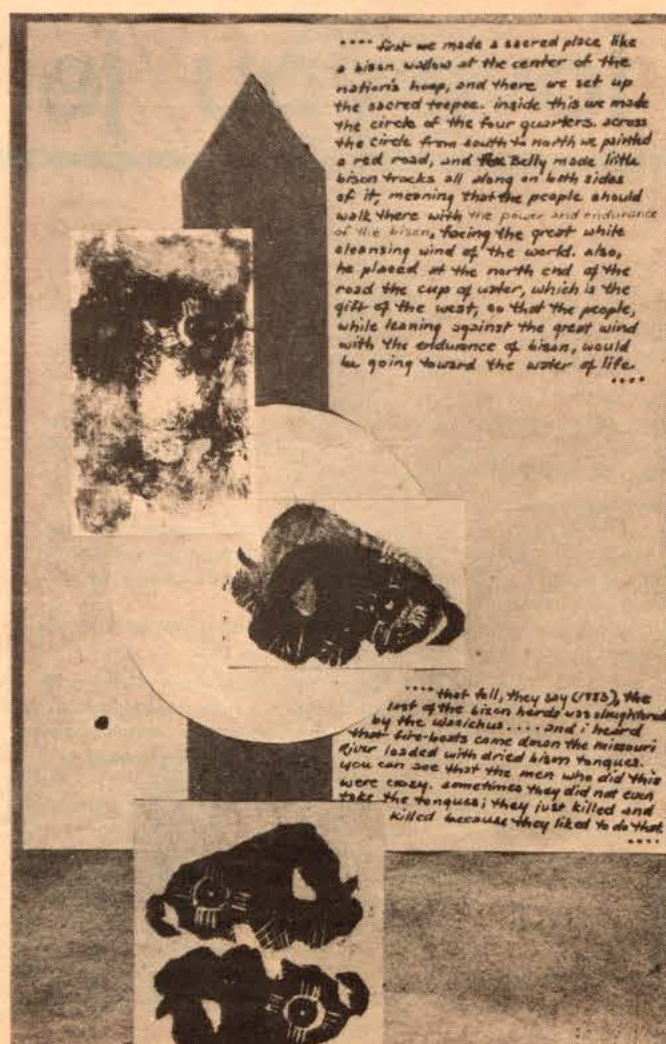 .... first we made a sacred place like
a bison wallow at the center of the
nation's hoop, and there we set up
the sacred teepee. inside this we made
the circle of the four quarters. across
the circle from south to north we painted
a red road, and Fox Belly made little
bison tracks all along on both sides
of it, meaning that the people should
walk there with the power and endurance
of the bison, facing the great white
cleansing wind of the world. also,
he placed at the north end of the
road the cup of water, which is the
gift of the west, so that the people,
while leaning against the great wind
with the endurance of bison, would
be going toward the water of life.
....
.... that fall, they say (1883), the
last of the bison herds was slaughtered
by the wasichus .... and i heard
that fire-boats came down the missouri
river loaded with dried bison tongues.
you can see that the men who did this
were crazy. sometimes they did not even
take the tongues; they just killed and
killed because they liked to do that
....